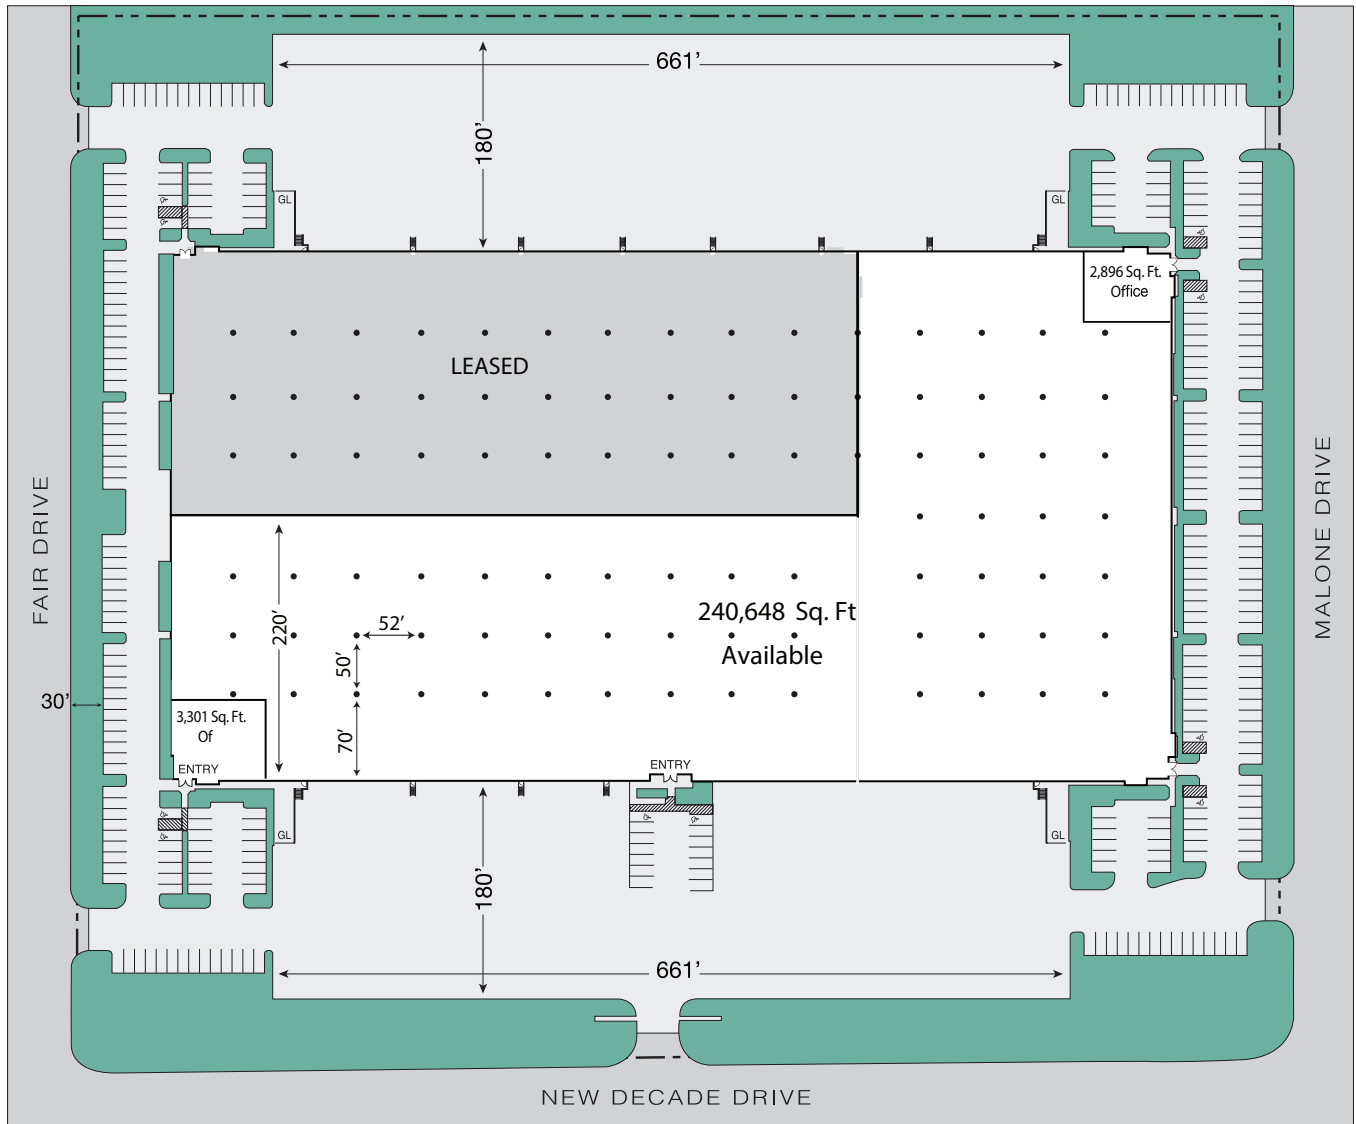 661'
180'
GL
GL
2,896 Sq. Ft.
Office
LEASED
FAIR DRIVE
MALONE DRIVE
220'
52'
50'
240,648 Sq. Ft
Available
30'
3,301 Sq. Ft.
Of
70'
ENTRY
ENTRY
GL
GL
180'
661'
NEW DECADE DRIVE